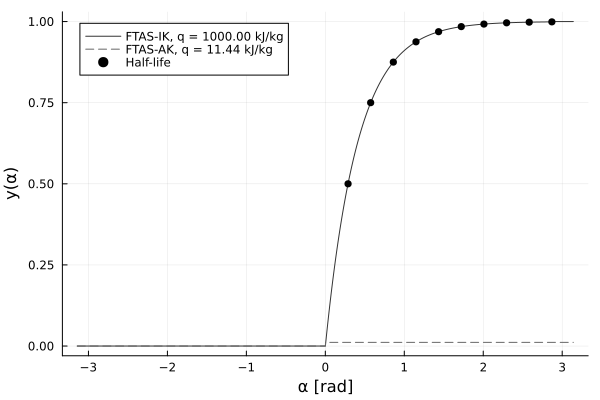 1.00
0.75
0.50
0.25
0.00
y(α)
FTAS-IK, q = 1000.00 kJ/kg
FTAS-AK, q = 11.44 kJ/kg
Half-life
−3 −2 −1 0 1 2 3
α [rad]